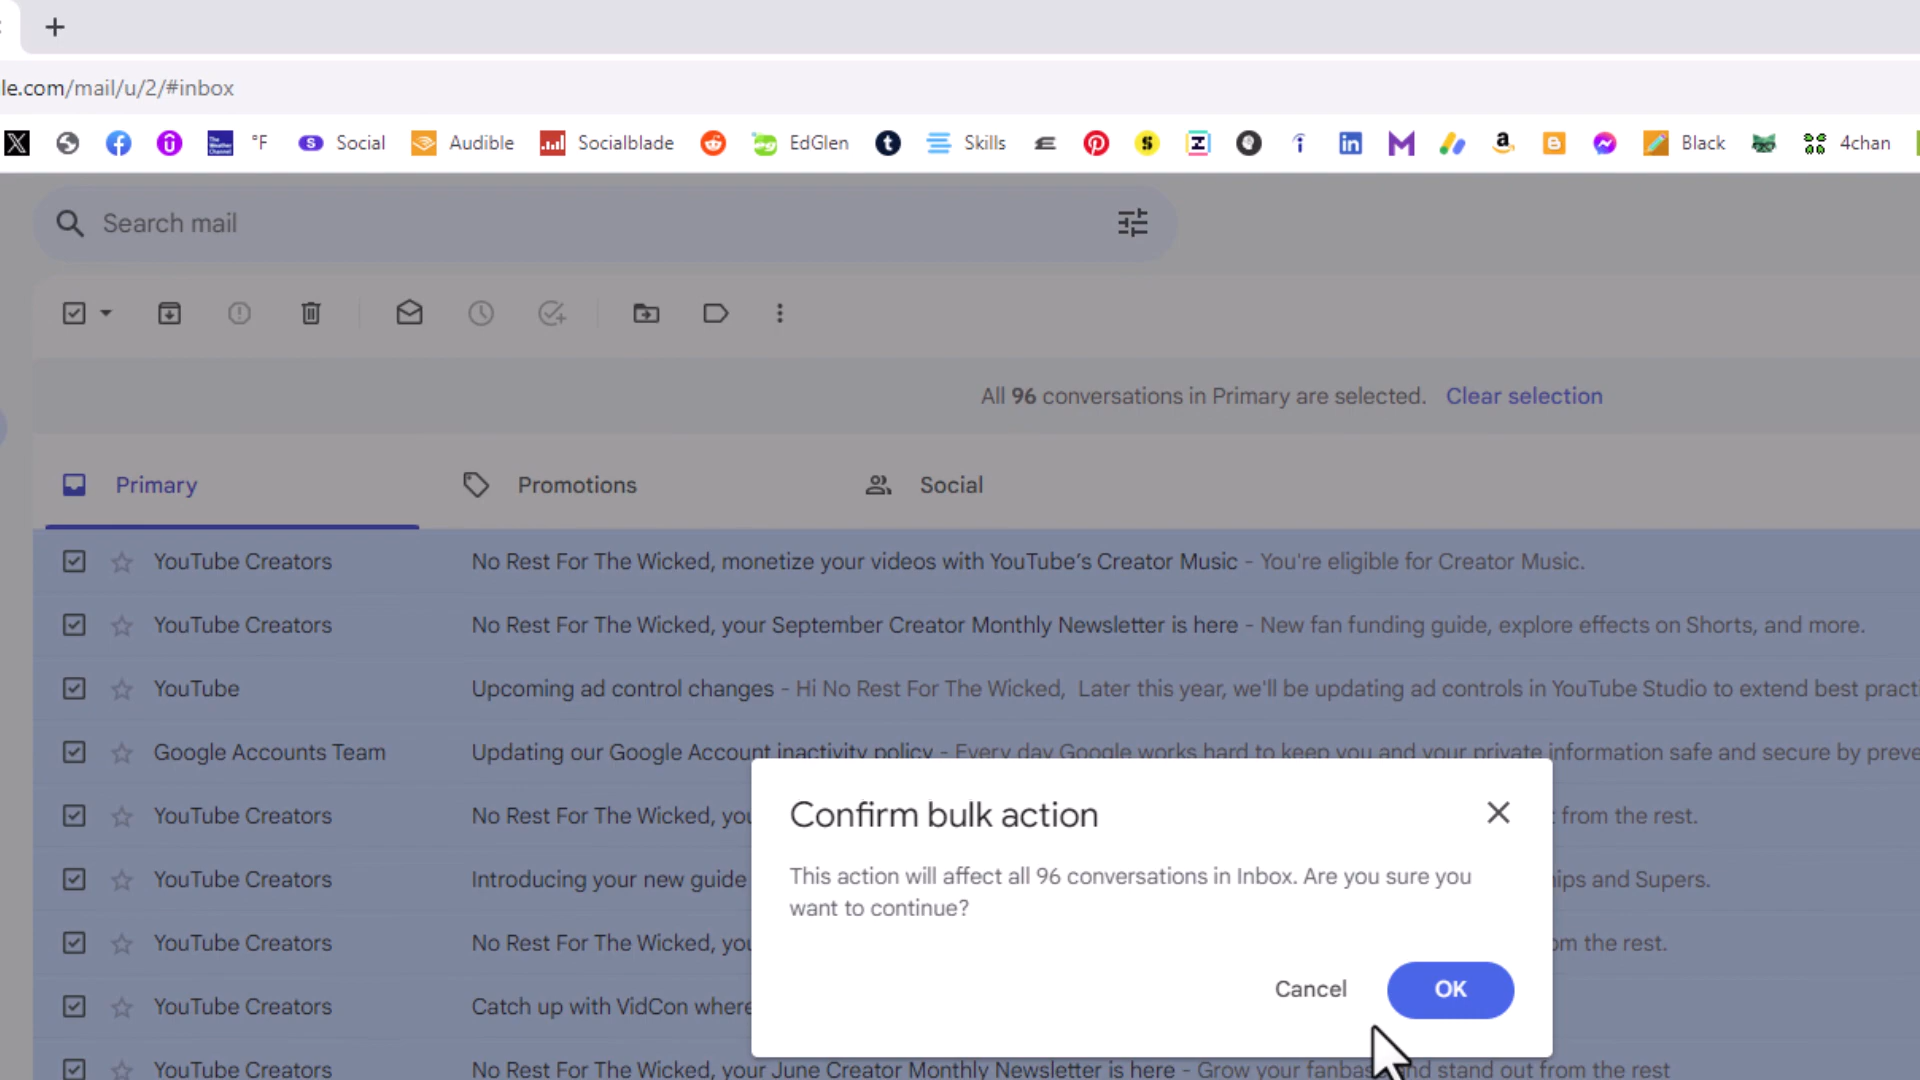 le.com/mail/u/2/#inbox
°F Social Audible Socialblade EdGlen Skills Black 4chan
Search mail
All 96 conversations in Primary are selected. Clear selection
Primary Promotions Social
YouTube Creators No Rest For The Wicked, monetize your videos with YouTube’s Creator Music - You're eligible for Creator Music.
YouTube Creators No Rest For The Wicked, your September Creator Monthly Newsletter is here - New fan funding guide, explore effects on Shorts, and more.
YouTube Upcoming ad control changes - Hi No Rest For The Wicked, Later this year, we'll be updating ad controls in YouTube Studio to extend best practi
Google Accounts Team Updating our Google Account inactivity policy - Every day Google works hard to keep you and your private information safe and secure by preve
YouTube Creators No Rest For The Wicked, you from the rest.
YouTube Creators Introducing your new guide ips and Supers.
YouTube Creators No Rest For The Wicked, you om the rest.
YouTube Creators Catch up with VidCon where
YouTube Creators No Rest For The Wicked, your June Creator Monthly Newsletter is here - Grow your fanbas nd stand out from the rest
Confirm bulk action
This action will affect all 96 conversations in Inbox. Are you sure you
want to continue?
Cancel OK